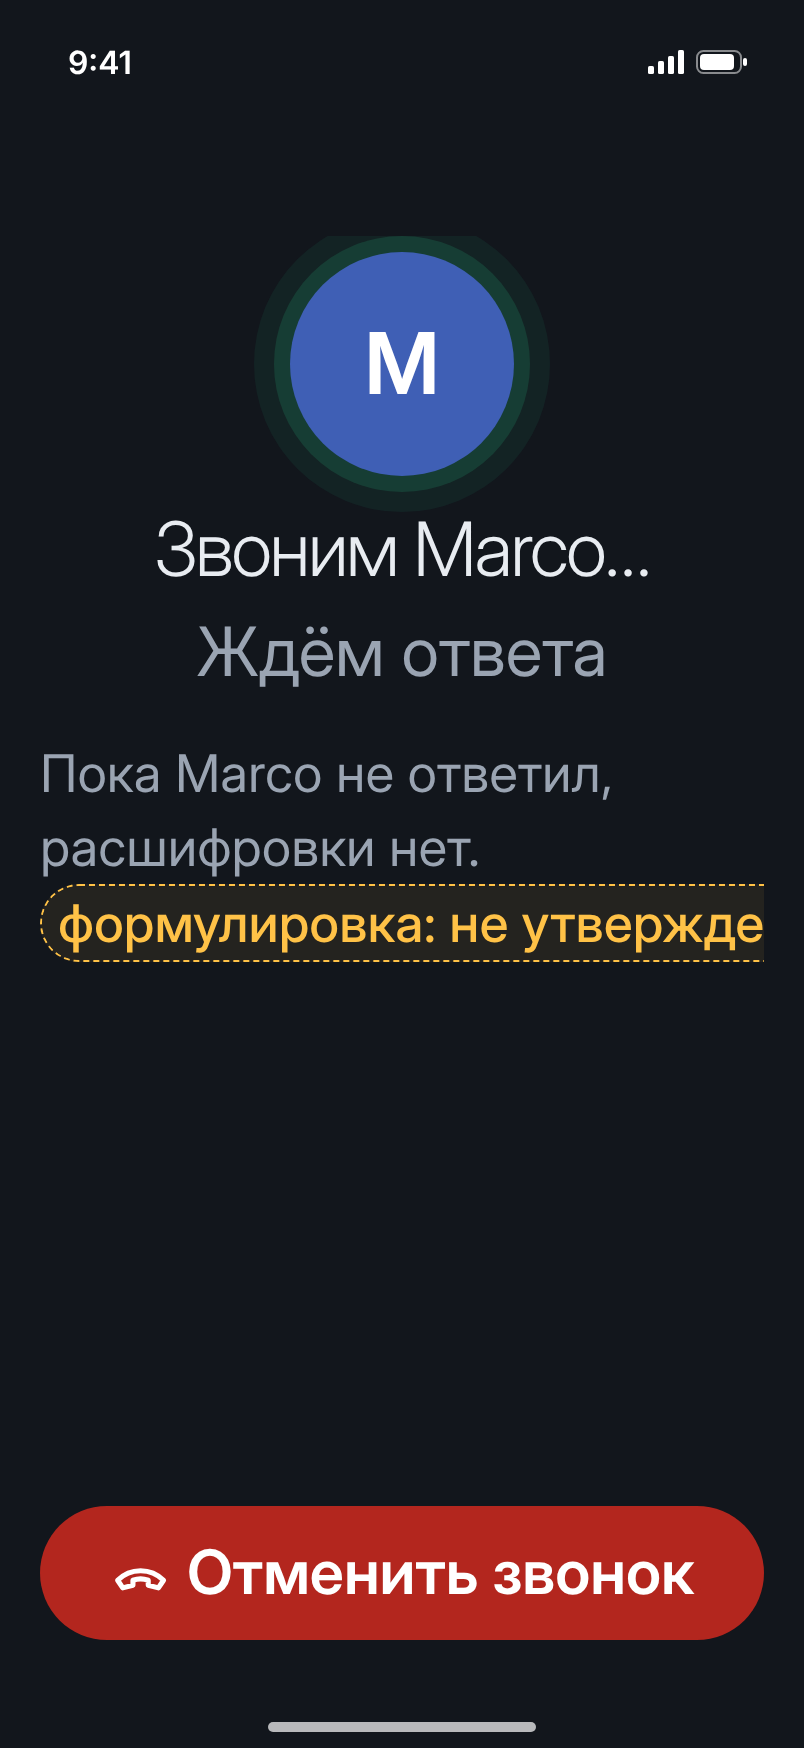 9:41
M
Звоним Marco...
Ждём ответа
Пока Marco не ответил,
расшифровки нет.
формулировка: не утвержде
Отменить звонок